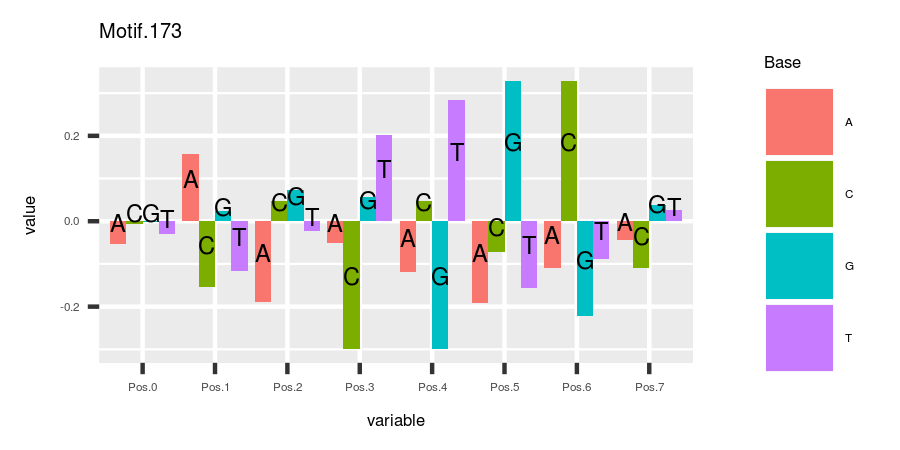 Motif.173
value
0.2
0.0
-0.2
A C G T A C G T A C G T A C G T A C G T A C G T A C G T A C G T
Pos.0 Pos.1 Pos.2 Pos.3 Pos.4 Pos.5 Pos.6 Pos.7
variable
Base
A
C
G
T